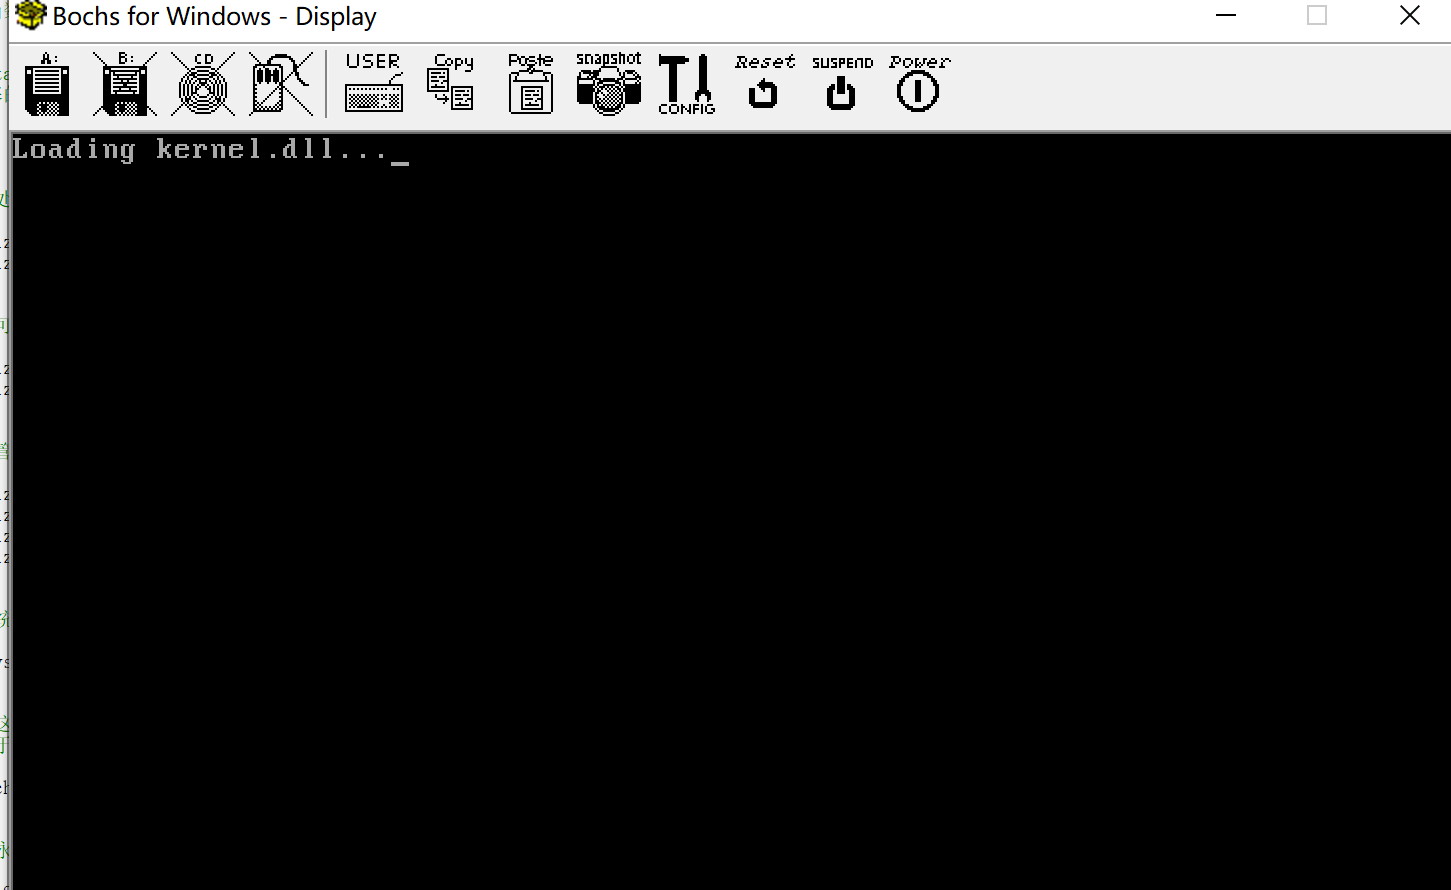 Bochs for Windows - Display
A: B: CD USER Copy Paste snapshot CONFIG Reset SUSPEND Power
Loading kernel.dll..._